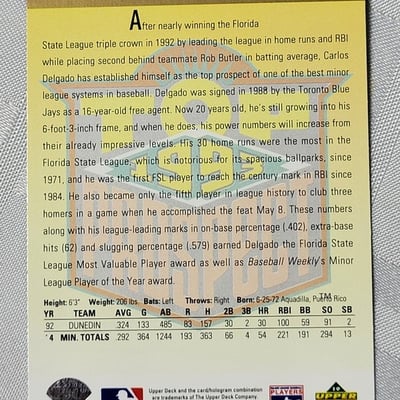 After nearly winning the Florida
State League triple crown in 1992 by leading the league in home runs and RBI
while placing second behind teammate Rob Butler in batting average, Carlos
Delgado has established himself as the top prospect of one of the best minor
league systems in baseball. Delgado was signed in 1988 by the Toronto Blue
Jays as a 16-year-old free agent. Now 20 years old, he's still growing into his
6-foot-3-inch frame, and when he does, his power numbers will increase from
their already impressive levels. His 30 home runs were the most in the
Florida State League, which is notorious for its spacious ballparks, since
1971, and he was the first FSL player to reach the century mark in RBI since
1984. He also became only the fifth player in league history to club three
homers in a game when he accomplished the feat May 8. These numbers
along with his league-leading marks in on-base percentage (.402), extra-base
hits (62) and slugging percentage (.579) earned Delgado the Florida State
League Most Valuable Player award as well as Baseball Weekly's Minor
League Player of the Year award.
TM
Height: 6'3" Weight: 206 lbs. Bats: Left Throws: Right Born: 6-25-72 Aquadilla, Puerto Rico
YR TEAM AVG G AB R H 2B 3B HR RBI BB SO SB
92 DUNEDIN .324 133 485 83 157 30 2 30 100 59 91 2
4 MIN. TOTALS .292 364 1244 193 363 66 4 54 221 191 294 13
Upper Deck and the card/hologram combination
are trademarks of The Upper Deck Company.
PLAYERS
UPPER DECK